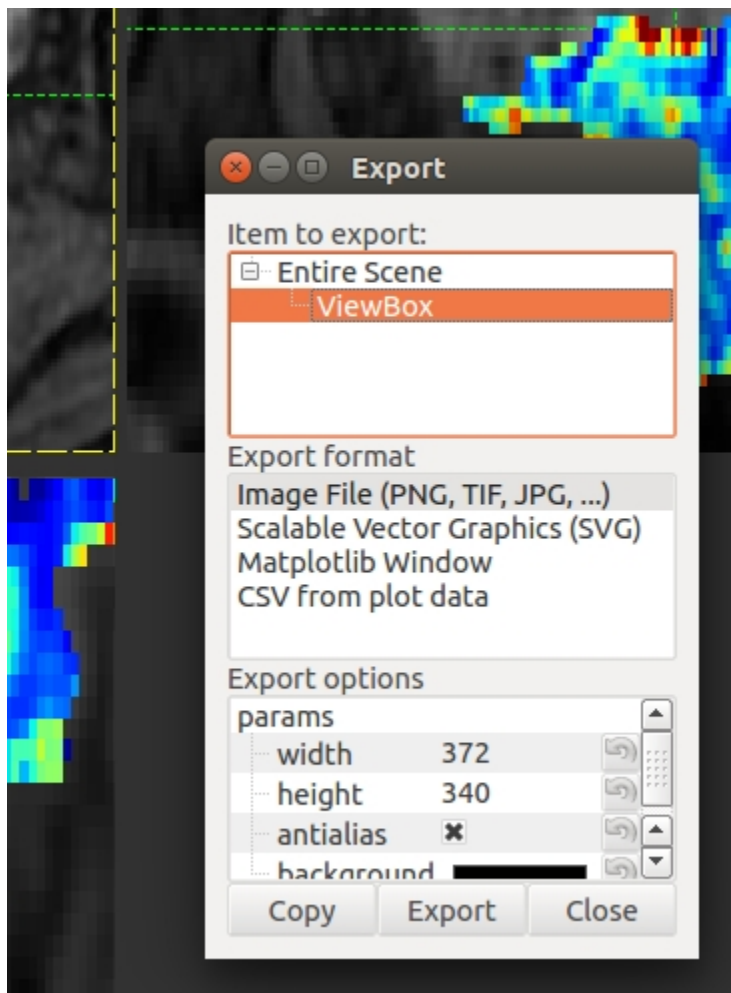 Export
Item to export:
Entire Scene
ViewBox
Export format
Image File (PNG, TIF, JPG, ...)
Scalable Vector Graphics (SVG)
Matplotlib Window
CSV from plot data
Export options
params
width 372
height 340
antialias
background
Copy Export Close